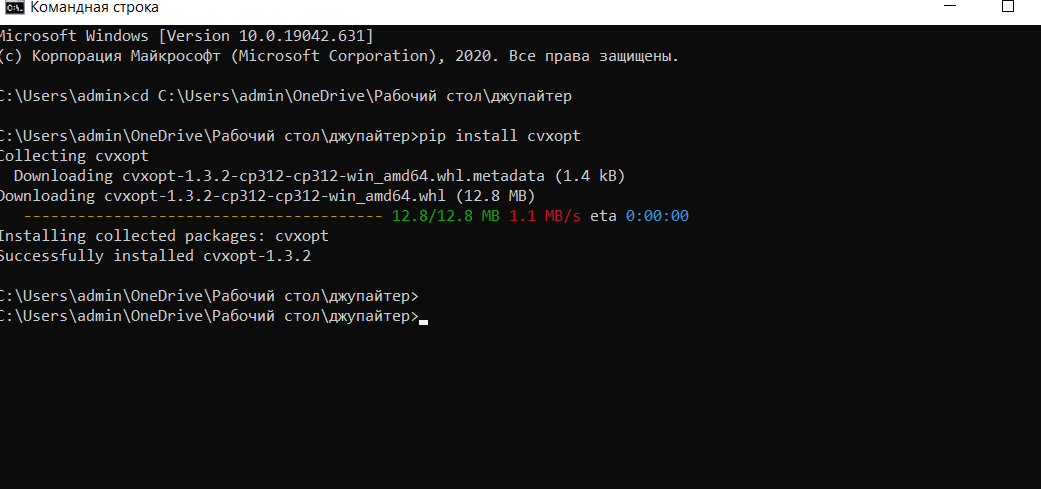 Командная строка
Microsoft Windows [Version 10.0.19042.631]
(c) Корпорация Майкрософт (Microsoft Corporation), 2020. Все права защищены.
C:\Users\admin>cd C:\Users\admin\OneDrive\Рабочий стол\джупайтер
C:\Users\admin\OneDrive\Рабочий стол\джупайтер>pip install cvxopt
Collecting cvxopt
Downloading cvxopt-1.3.2-cp312-cp312-win_amd64.whl.metadata (1.4 kB)
Downloading cvxopt-1.3.2-cp312-cp312-win_amd64.whl (12.8 MB)
---------------------------------------- 12.8/12.8 MB 1.1 MB/s eta 0:00:00
Installing collected packages: cvxopt
Successfully installed cvxopt-1.3.2
C:\Users\admin\OneDrive\Рабочий стол\джупайтер>
C:\Users\admin\OneDrive\Рабочий стол\джупайтер>